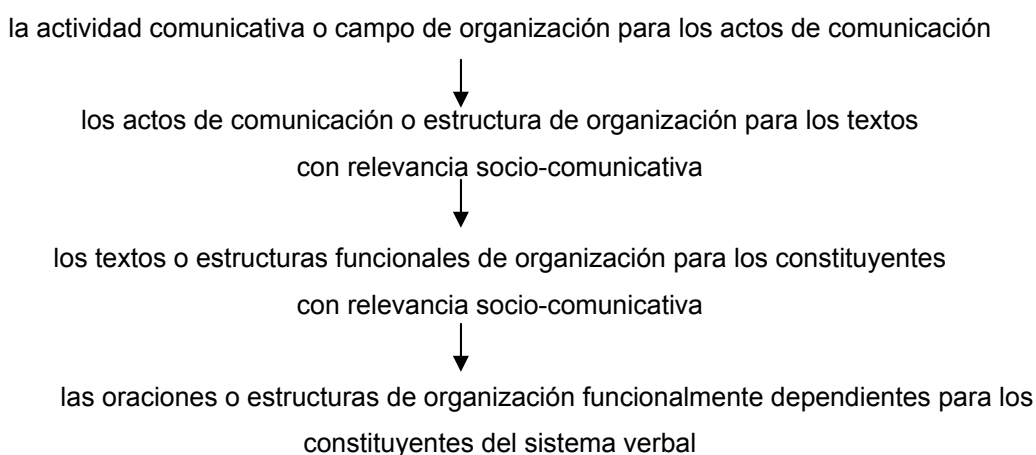 la actividad comunicativa o campo de organización para los actos de comunicación
los actos de comunicación o estructura de organización para los textos
con relevancia socio-comunicativa
los textos o estructuras funcionales de organización para los constituyentes
con relevancia socio-comunicativa
las oraciones o estructuras de organización funcionalmente dependientes para los
constituyentes del sistema verbal